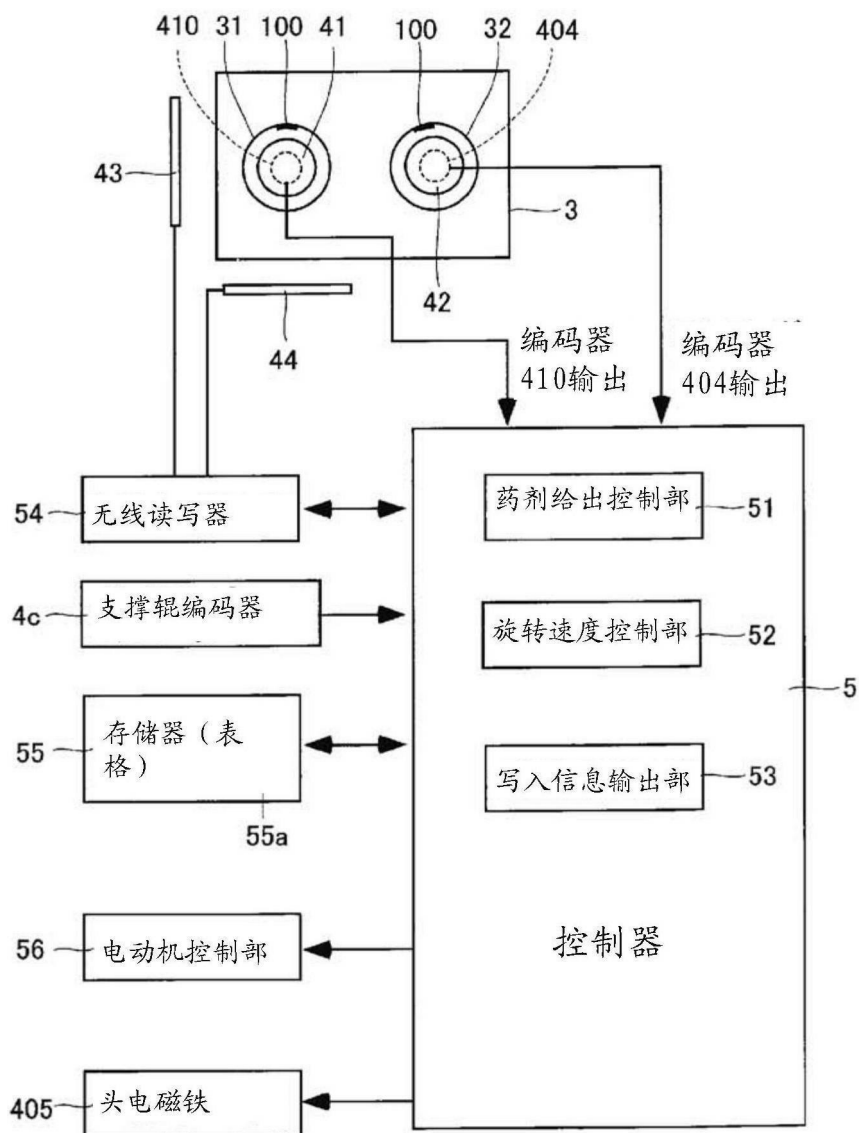 410 31 100 41 100 32 404
43
3
42
44
编码器
410输出
编码器
404输出
54 无线读写器
药剂给出控制部 51
4c 支撑辊编码器
旋转速度控制部 52
5
55 存储器（表
格）
写入信息输出部 53
55a
控制器
56 电动机控制部
405 头电磁铁